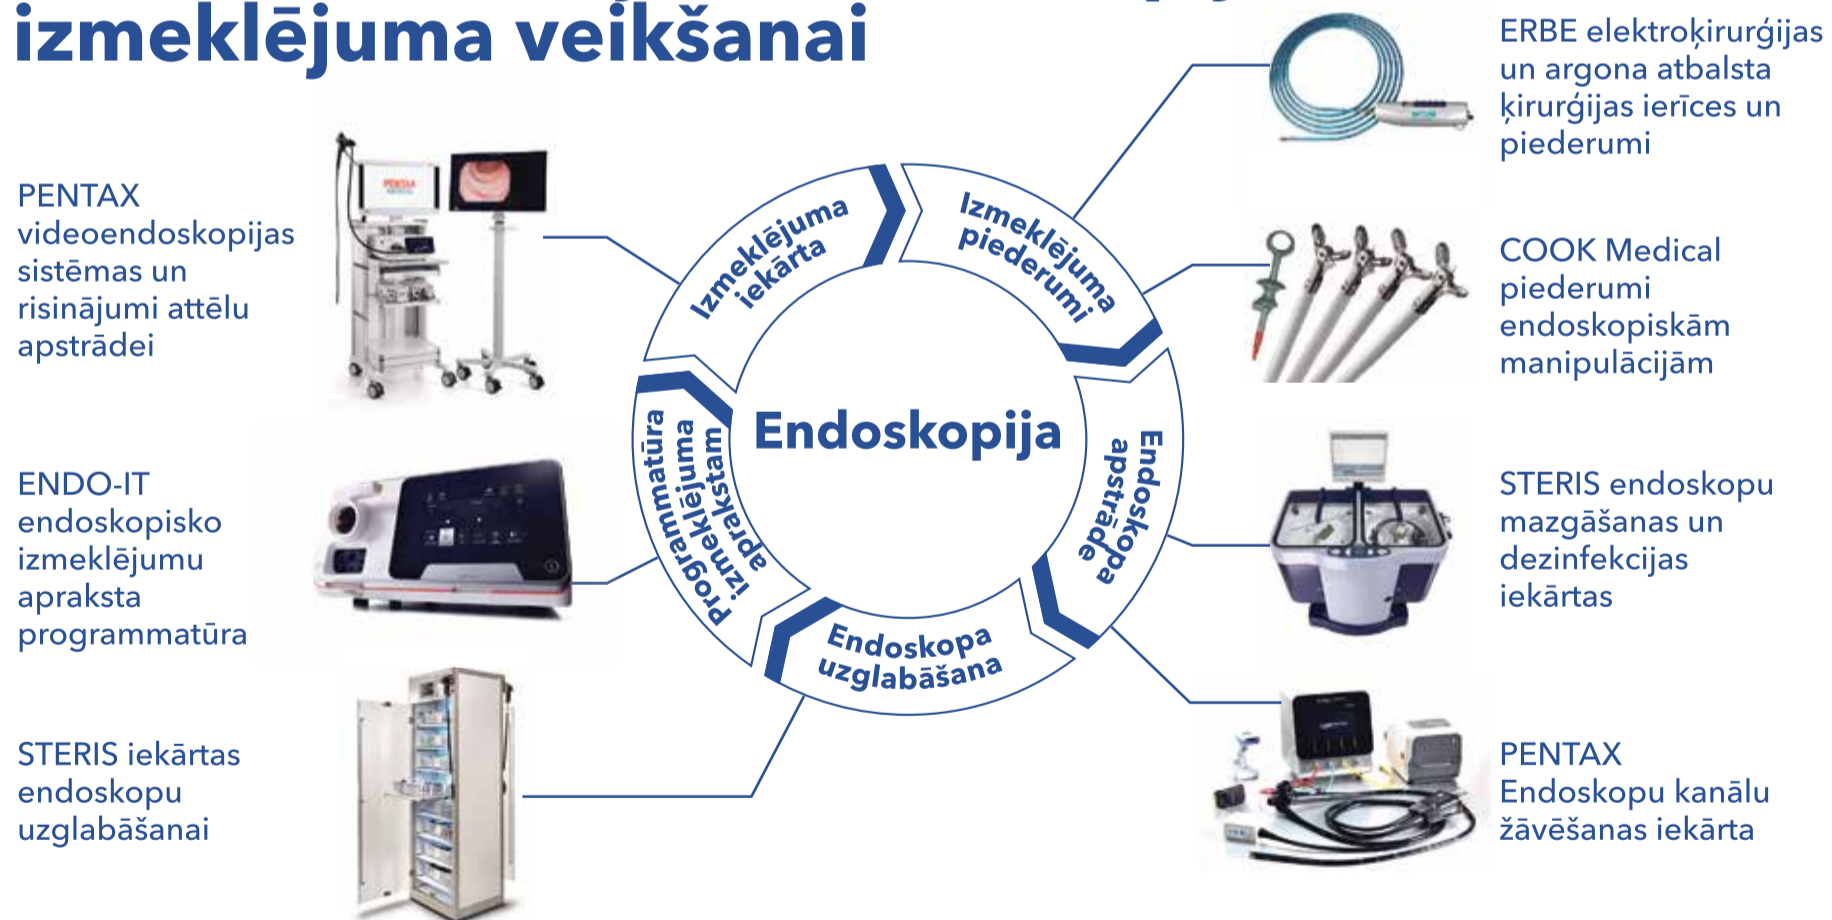 izmeklējuma veikšanai
PENTAX
videoendoskopijas
sistēmas un
risinājumi attēlu
apstrādei
ENDO-IT
endoskopisko
izmeklējumu
apraksta
programmatūra
STERIS iekārtas
endoskopu
uzglabāšanai
PENTAX
Izmeklējuma
iekārta
Izmeklējuma
piederumi
Endoskopa
apstrāde
Endoskopa
uzglabāšana
Programmatūra
izmeklējuma
aprakstam
Endoskopija
ERBE elektroķirurģijas
un argona atbalsta
ķirurģijas ierīces un
piederumi
COOK Medical
piederumi
endoskopiskām
manipulācijām
STERIS endoskopu
mazgāšanas un
dezinfekcijas
iekārtas
PENTAX
Endoskopu kanālu
žāvēšanas iekārta